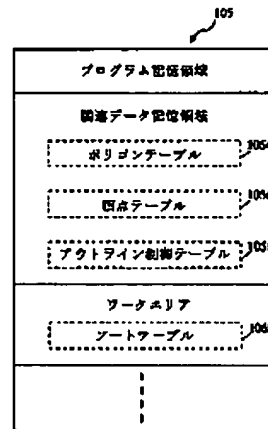 105
プログラム記憶領域
関連データ記憶領域
ポリゴンテーブル
105c
頂点テーブル
アウトライン制御テーブル
ワークエリア
ソートテーブル